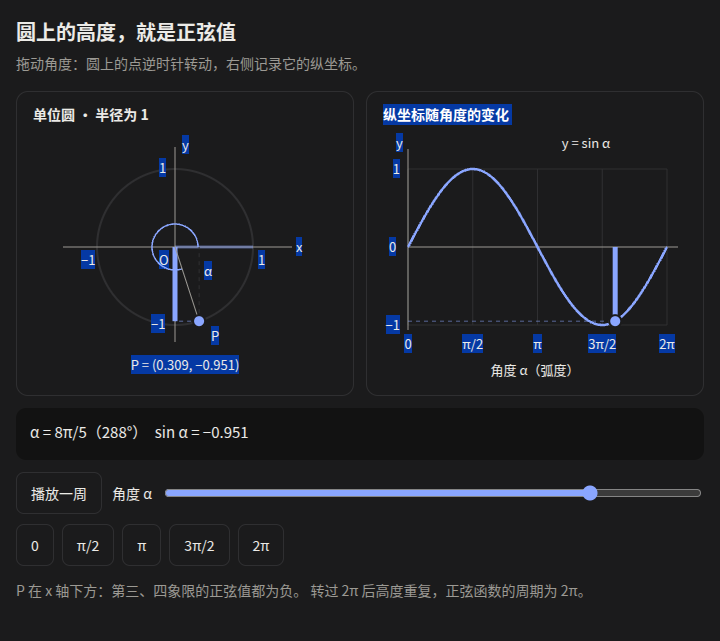 圆上的高度，就是正弦值
拖动角度：圆上的点逆时针转动，右侧记录它的纵坐标。
单位圆 · 半径为 1
y
1
−1
O
1
x
α
−1
P
P = (0.309, −0.951)
纵坐标随角度的变化
y
y = sin α
1
0
−1
0
π/2
π
3π/2
2π
角度 α（弧度）
α = 8π/5（288°） sin α = −0.951
播放一周
角度 α
0
π/2
π
3π/2
2π
P 在 x 轴下方：第三、四象限的正弦值都为负。 转过 2π 后高度重复，正弦函数的周期为 2π。